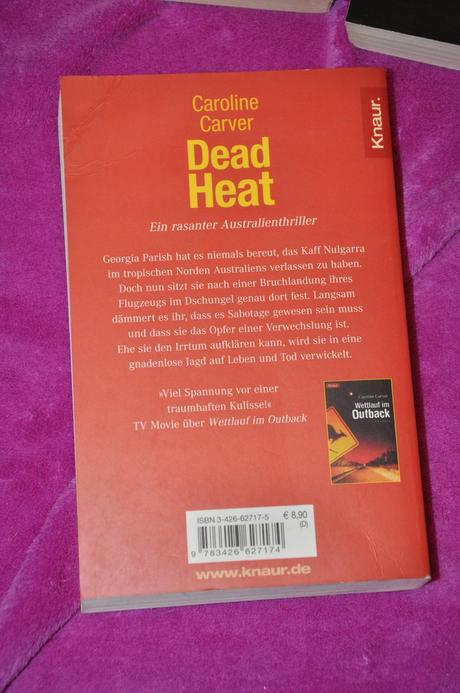 Caroline
Carver
Knaur.
Dead
Heat
Ein rasanter Australienthriller
Georgia Parish hat es niemals bereut, das Kaff Nulgarra
im tropischen Norden Australiens verlassen zu haben.
Doch nun sitzt sie nach einer Bruchlandung ihres
Flugzeugs im Dschungel genau dort fest. Langsam
dämmert es ihr, dass es Sabotage gewesen sein muss
und dass sie das Opfer einer Verwechslung ist.
Ehe sie den Irrtum aufklären kann, wird sie in eine
gnadenlose Jagd auf Leben und Tod verwickelt.
»Viel Spannung vor einer
traumhaften Kulisse!«
TV Movie über Wettlauf im Outback
Caroline Carver
Wettlauf im
Outback
ISBN 3-426-62717-5
€ 8,90
(D)
9 783426 627174
www.knaur.de